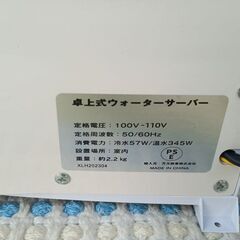 卓上式ウォーターサーバー
定格電圧：100V-110V
定格周波数：50/60Hz
消費電力：冷水57W/温水345W
設置場所：室内
重量：約2.2kg
XLH202304
PS
E
MADE IN CHINA